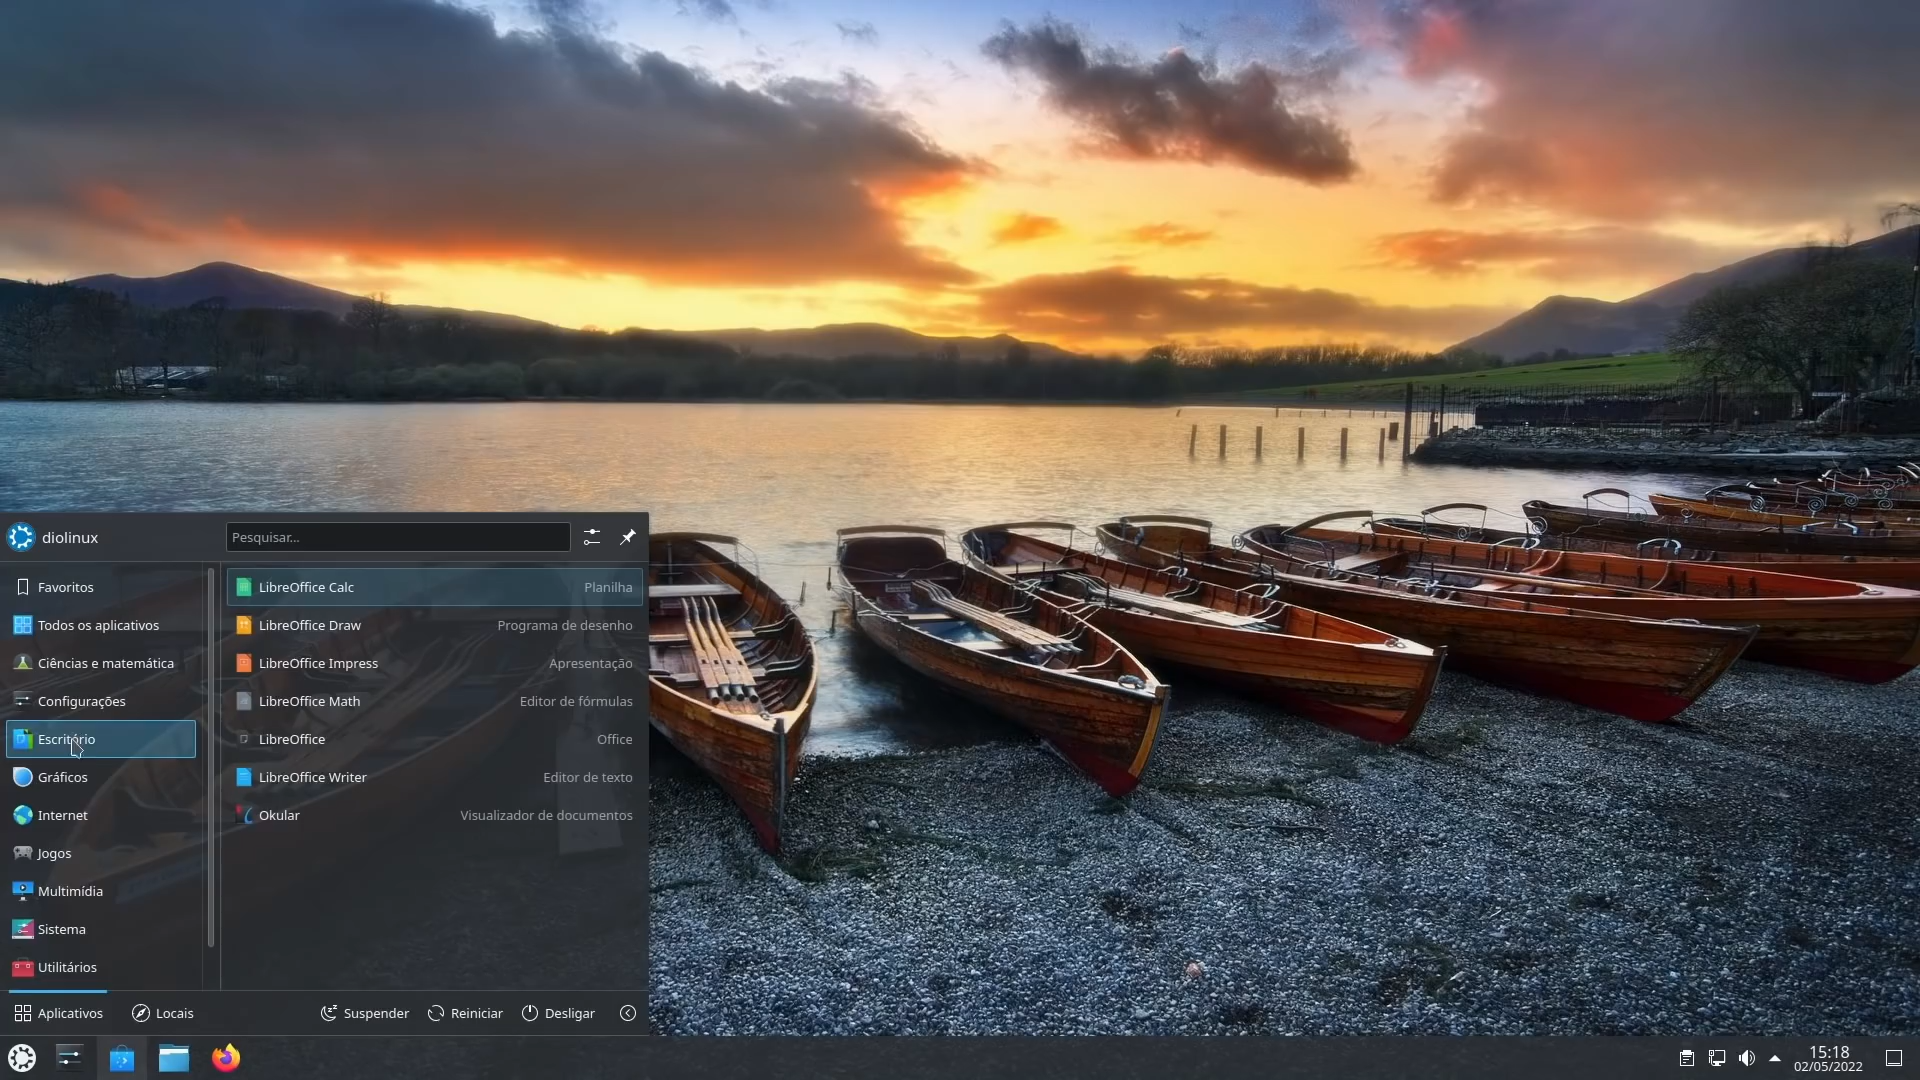 diolinux
Pesquisar...
Favoritos
Todos os aplicativos
Ciências e matemática
Configurações
Escritório
Gráficos
Internet
Jogos
Multimídia
Sistema
Utilitários
LibreOffice Calc Planilha
LibreOffice Draw Programa de desenho
LibreOffice Impress Apresentação
LibreOffice Math Editor de fórmulas
LibreOffice Office
LibreOffice Writer Editor de texto
Okular Visualizador de documentos
Aplicativos Locais Suspender Reiniciar Desligar
15:18
02/05/2022